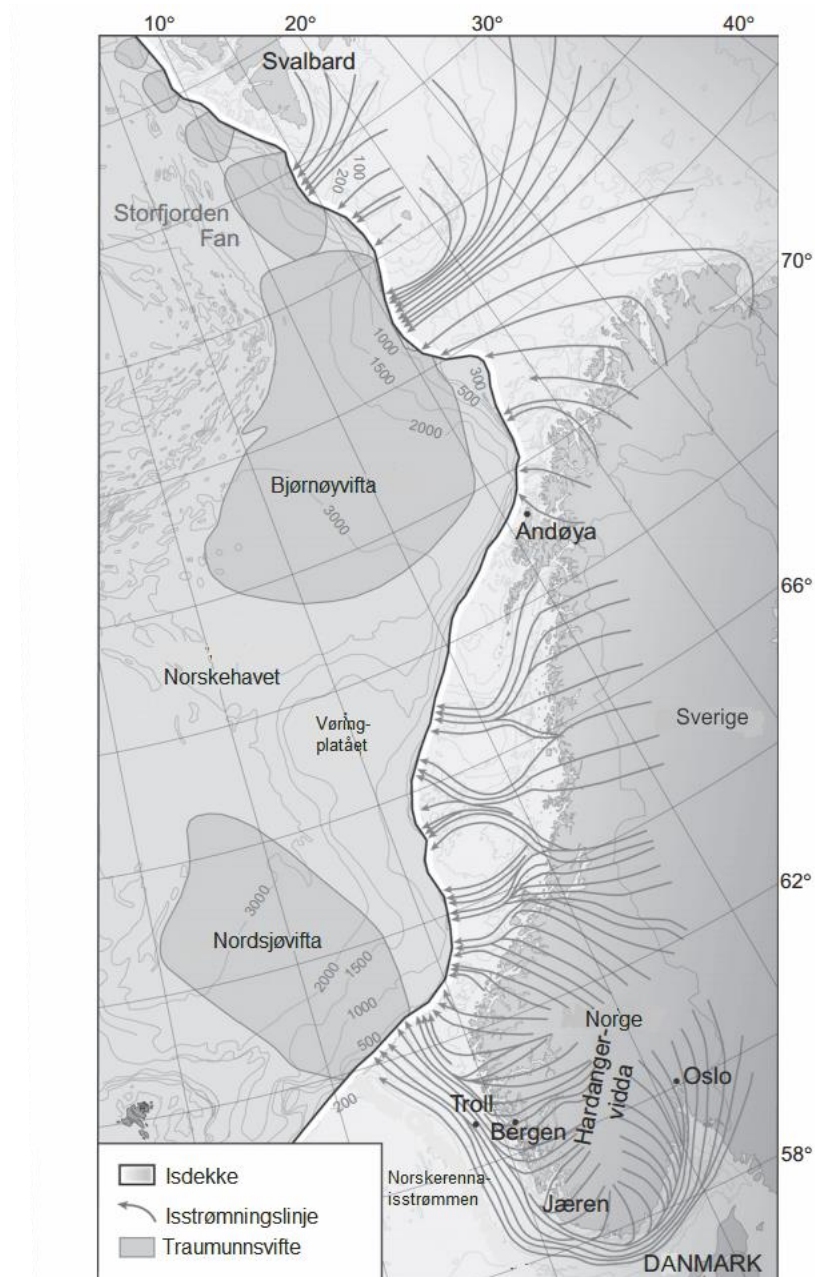 10°
20°
30°
40°
Svalbard
100
200
Storfjorden
Fan
70°
1000
1500
300
500
2000
Bjørnøyvifta
3000
Andøya
66°
Norskehavet
Vøring-
platået
Sverige
62°
3000
Nordsjøvifta
2000
1500
1000
500
200
Norge
Hardanger-
vidda
Oslo
Troll
Bergen
58°
Norskerenna-
isstrømmen
Jæren
DANMARK
Isdekke
Isstrømningslinje
Traumunnsvifte